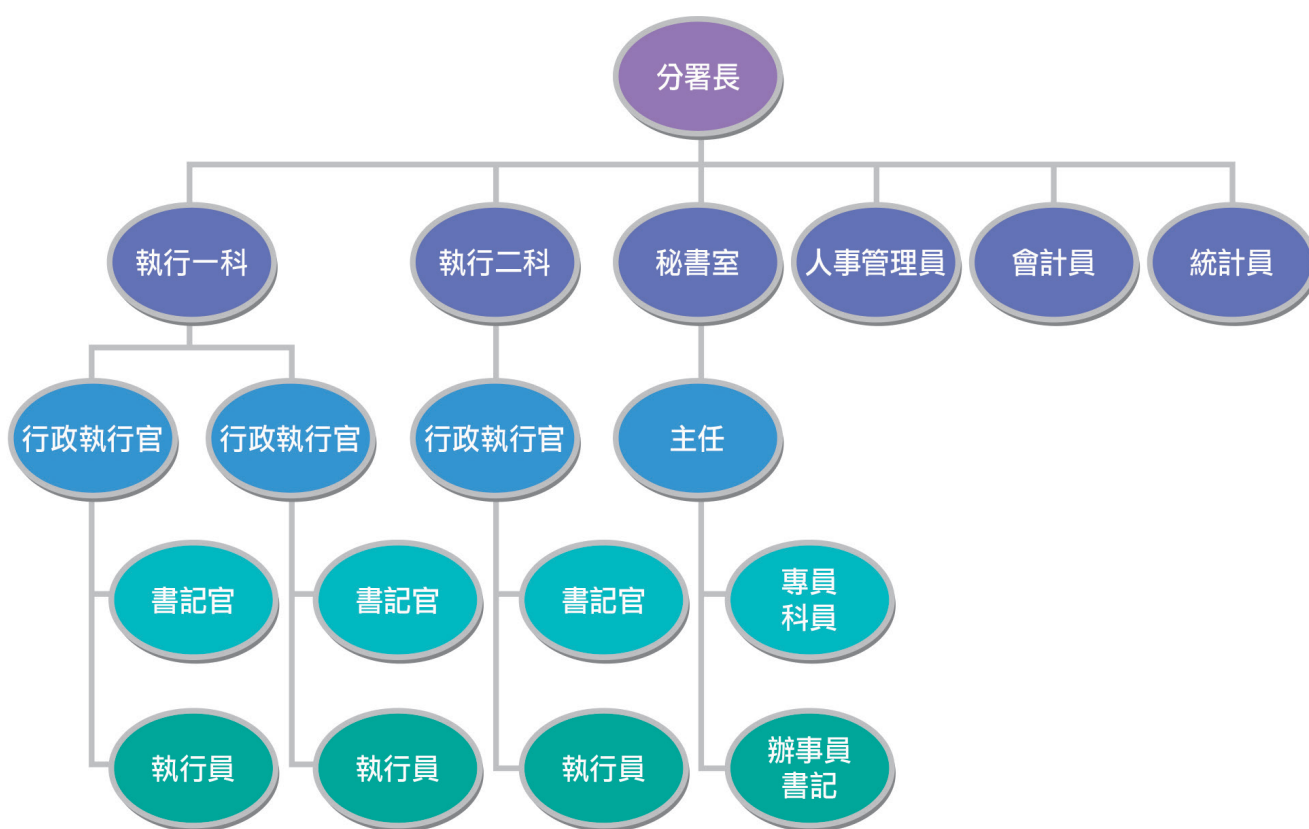 分署長
執行一科
執行二科
秘書室
人事管理員
會計員
統計員
行政執行官
行政執行官
行政執行官
主任
書記官
書記官
書記官
專員
科員
執行員
執行員
執行員
辦事員
書記